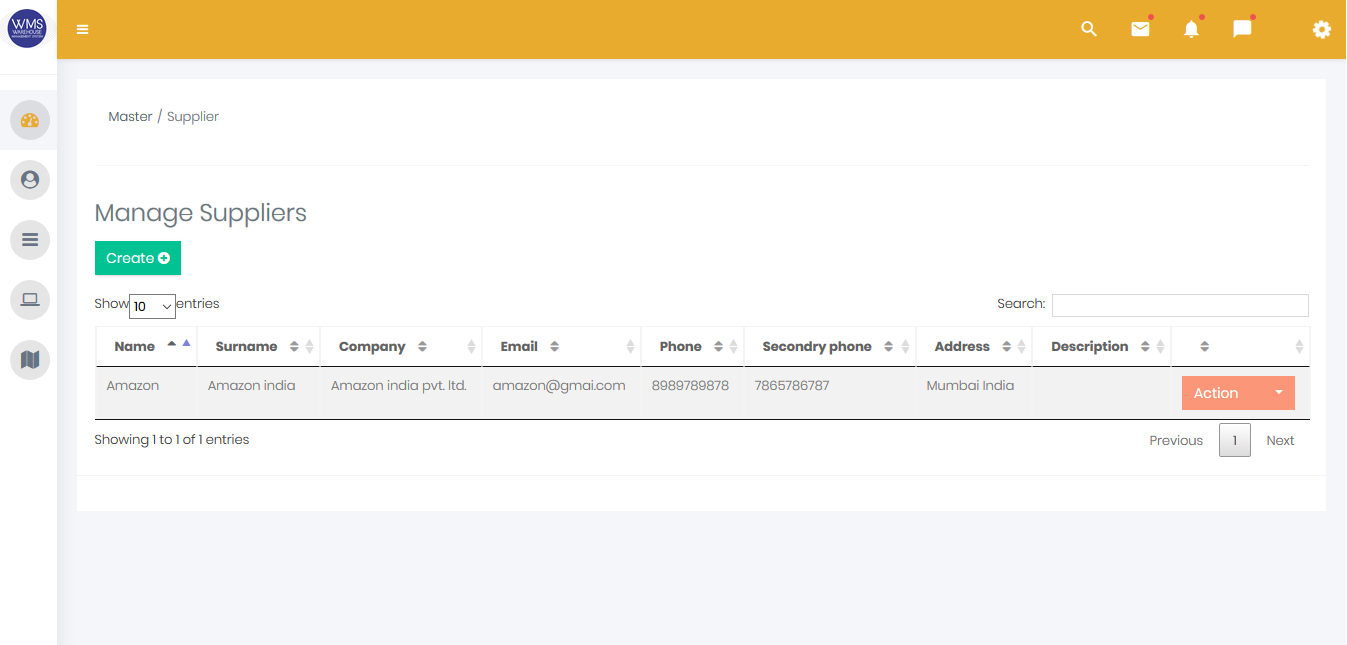 WMS
WAREHOUSE
MANAGEMENT SYSTEM
Master / Supplier
Manage Suppliers
Create
Show 10 entries
Search:
Name Surname Company Email Phone Secondry phone Address Description
Amazon Amazon india Amazon india pvt. ltd. amazon@gmai.com 8989789878 7865786787 Mumbai India Action
Showing 1 to 1 of 1 entries
Previous 1 Next